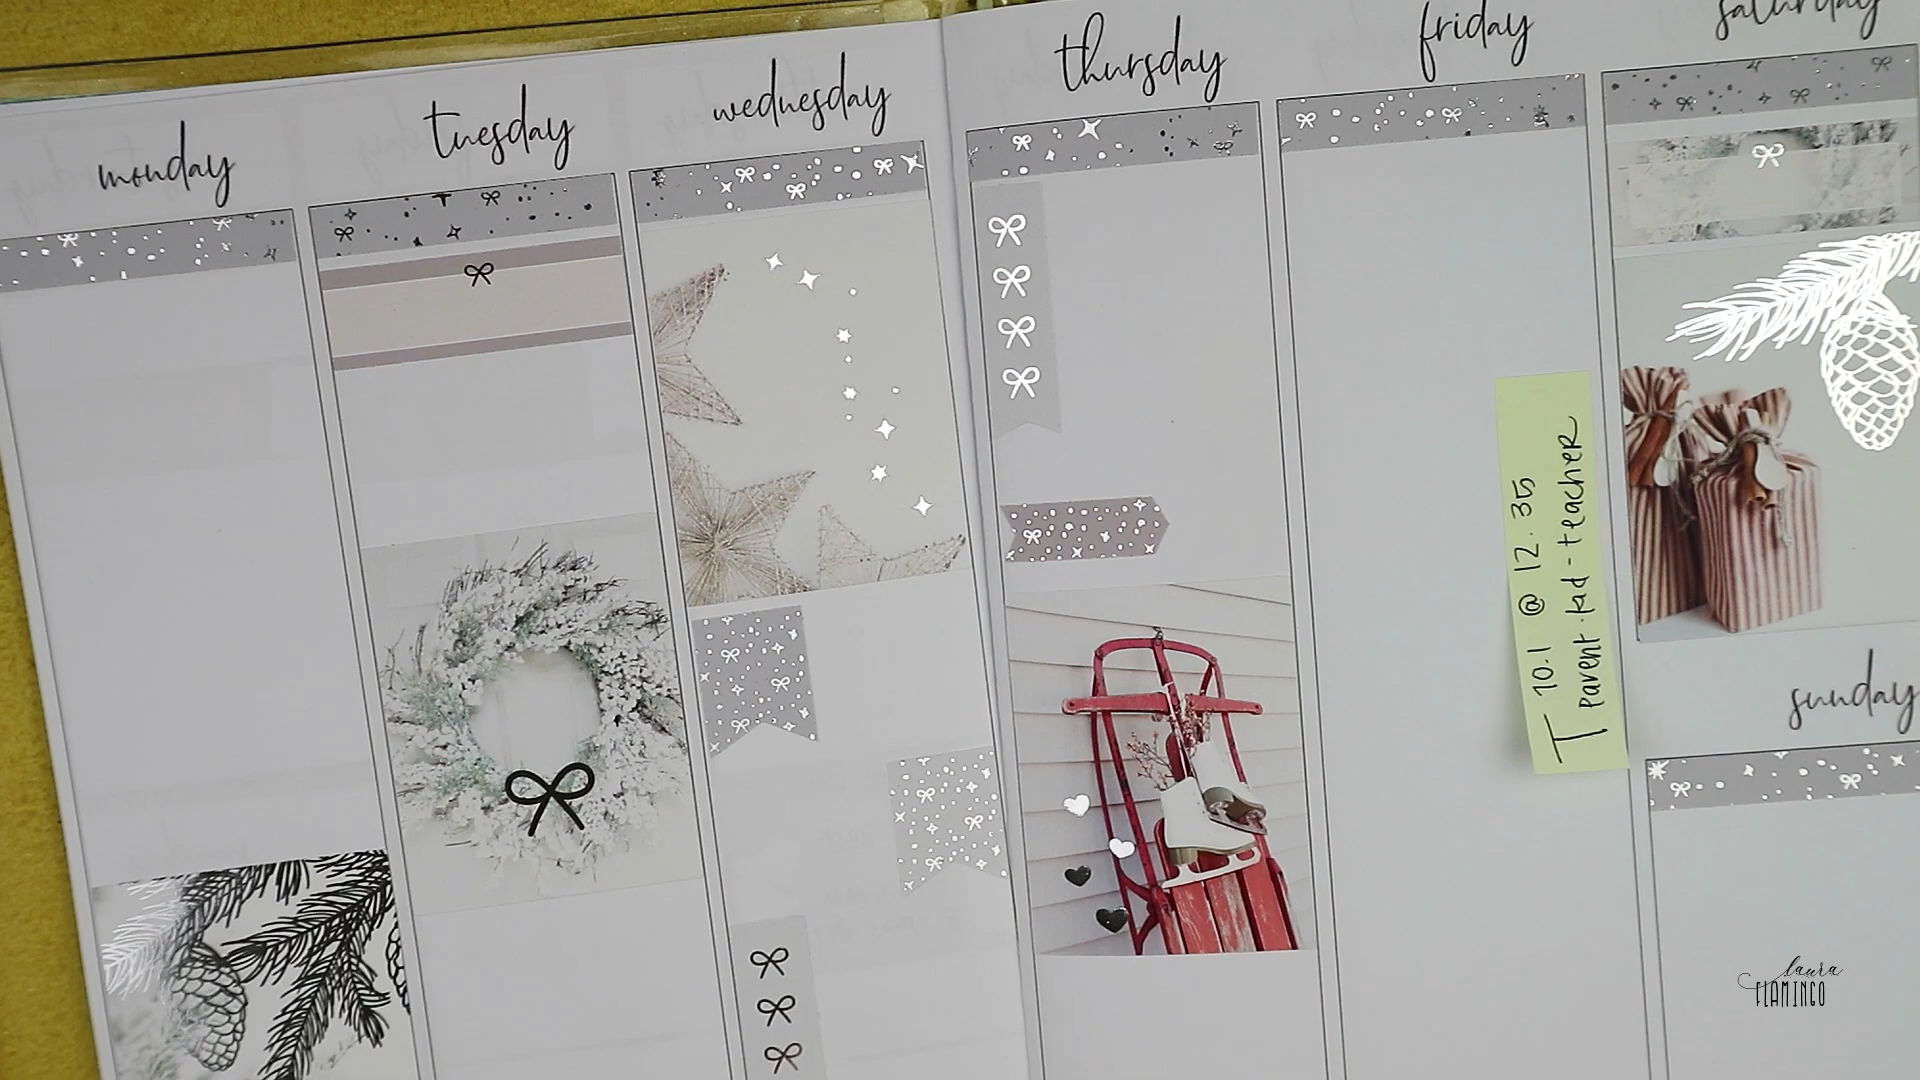 monday
tuesday
wednesday
thursday
friday
saturday
T 10.1 @ 12.35
Parent-kid-teacher
sunday
laura
FLAMINGO